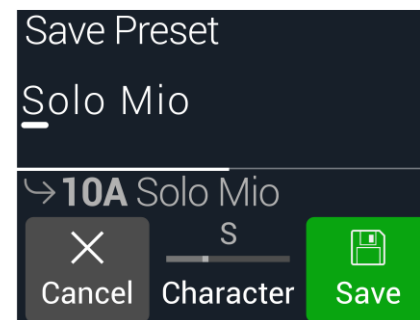 Save Preset
Solo Mio
10A Solo Mio
S
Cancel Character Save